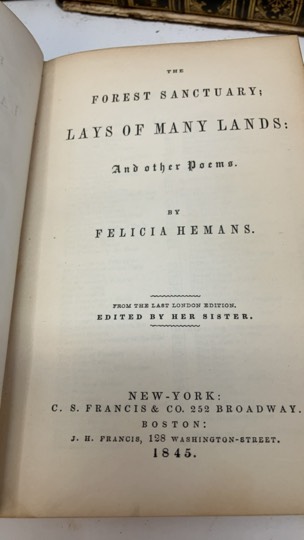 THE
FOREST SANCTUARY;
LAYS OF MANY LANDS:
And other Poems.
BY
FELICIA HEMANS.
FROM THE LAST LONDON EDITION,
EDITED BY HER SISTER.
NEW-YORK:
C. S. FRANCIS & CO. 252 BROADWAY.
BOSTON:
J. H. FRANCIS, 128 WASHINGTON-STREET.
1845.